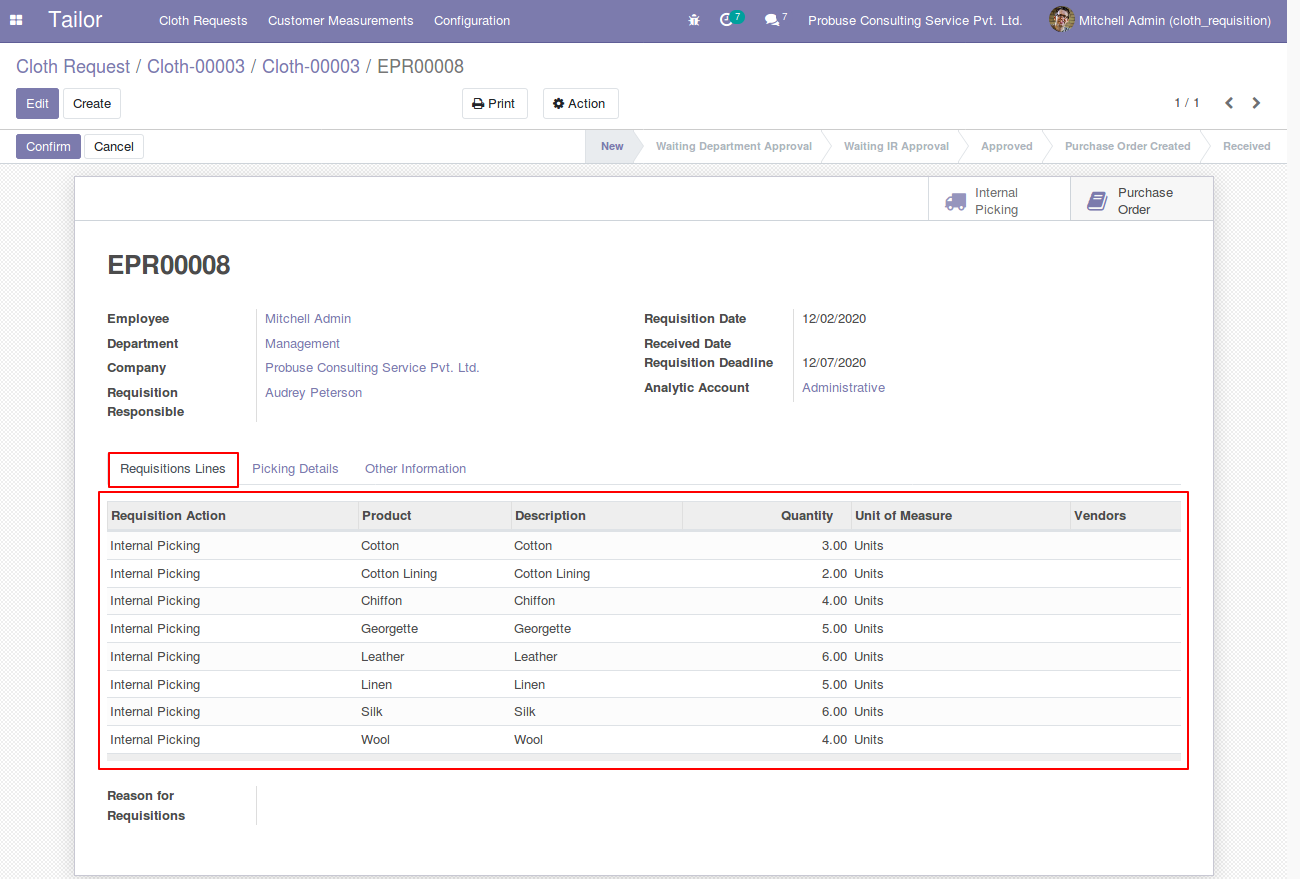 Tailor Cloth Requests Customer Measurements Configuration 7 7 Probuse Consulting Service Pvt. Ltd. Mitchell Admin (cloth_requisition)
Cloth Request / Cloth-00003 / Cloth-00003 / EPR00008
Edit Create Print Action 1 / 1
Confirm Cancel New Waiting Department Approval Waiting IR Approval Approved Purchase Order Created Received
Internal Picking
Purchase Order
EPR00008
Employee Mitchell Admin
Department Management
Company Probuse Consulting Service Pvt. Ltd.
Requisition Responsible Audrey Peterson
Requisition Date 12/02/2020
Received Date
Requisition Deadline 12/07/2020
Analytic Account Administrative
Requisitions Lines Picking Details Other Information
Requisition Action Product Description Quantity Unit of Measure Vendors
Internal Picking Cotton Cotton 3.00 Units
Internal Picking Cotton Lining Cotton Lining 2.00 Units
Internal Picking Chiffon Chiffon 4.00 Units
Internal Picking Georgette Georgette 5.00 Units
Internal Picking Leather Leather 6.00 Units
Internal Picking Linen Linen 5.00 Units
Internal Picking Silk Silk 6.00 Units
Internal Picking Wool Wool 4.00 Units
Reason for
Requisitions